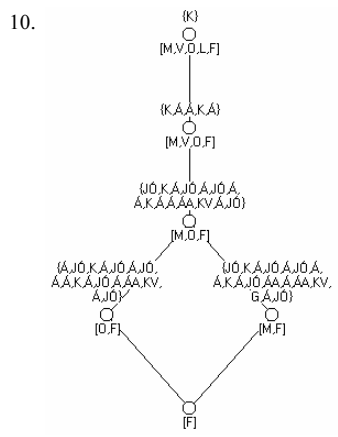 10.
{K}
[M,V,O,L,F]
{K,Á,Á,K,Á}
[M,V,O,F]
{JÓ,K,Á,JÓ,Á,JÓ,Á,
Á,K,Á,Á,ÁA,KV,Á,JÓ}
[M,O,F]
{Á,JÓ,K,Á,JÓ,Á,JÓ,
Á,Á,K,Á,JÓ,Á,ÁA,KV,
Á,JÓ}
[O,F]
{JÓ,K,Á,JÓ,Á,JÓ,Á,
Á,K,Á,JÓ,ÁA,Á,ÁA,KV,
G,Á,JÓ}
[M,F]
[F]